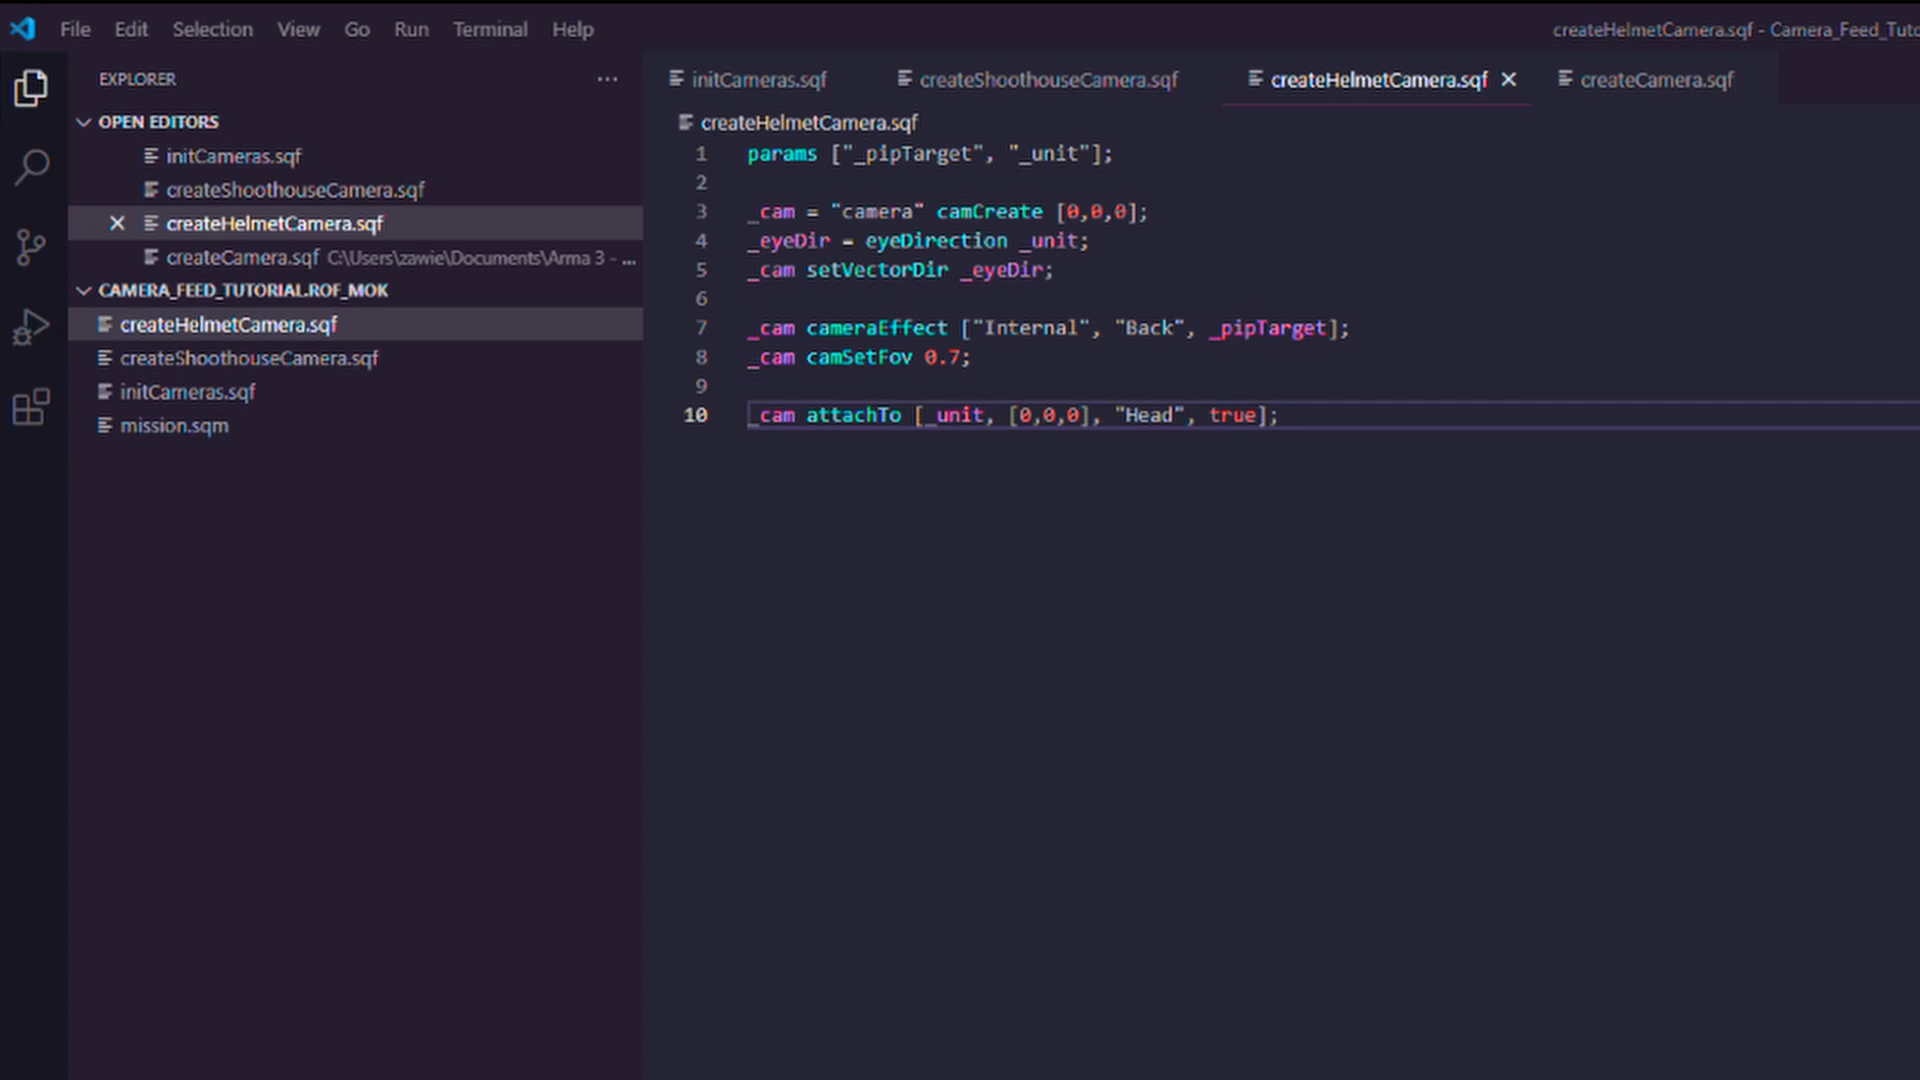 File Edit Selection View Go Run Terminal Help
createHelmetCamera.sqf - Camera_Feed_Tuto
EXPLORER ...
initCameras.sqf createShoothouseCamera.sqf createHelmetCamera.sqf createCamera.sqf
OPEN EDITORS
initCameras.sqf
createShoothouseCamera.sqf
createHelmetCamera.sqf
createCamera.sqf C:\Users\zawie\Documents\Arma 3 - ...
CAMERA_FEED_TUTORIAL.ROF_MOK
createHelmetCamera.sqf
createShoothouseCamera.sqf
initCameras.sqf
mission.sqm
createHelmetCamera.sqf
1 params ["_pipTarget", "_unit"];
2
3 _cam = "camera" camCreate [0,0,0];
4 _eyeDir = eyeDirection _unit;
5 _cam setVectorDir _eyeDir;
6
7 _cam cameraEffect ["Internal", "Back", _pipTarget];
8 _cam camSetFov 0.7;
9
10 _cam attachTo [_unit, [0,0,0], "Head", true];